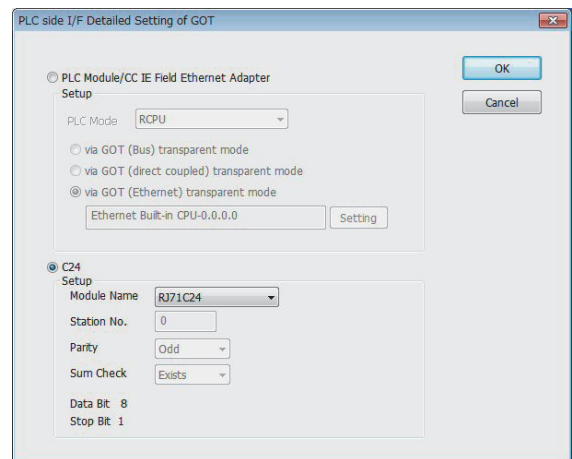 PLC side I/F Detailed Setting of GOT
OK
Cancel
PLC Module/CC IE Field Ethernet Adapter
Setup
PLC Mode RCPU
via GOT (Bus) transparent mode
via GOT (direct coupled) transparent mode
via GOT (Ethernet) transparent mode
Ethernet Built-in CPU-0.0.0.0 Setting
C24
Setup
Module Name RJ71C24
Station No. 0
Parity Odd
Sum Check Exists
Data Bit 8
Stop Bit 1